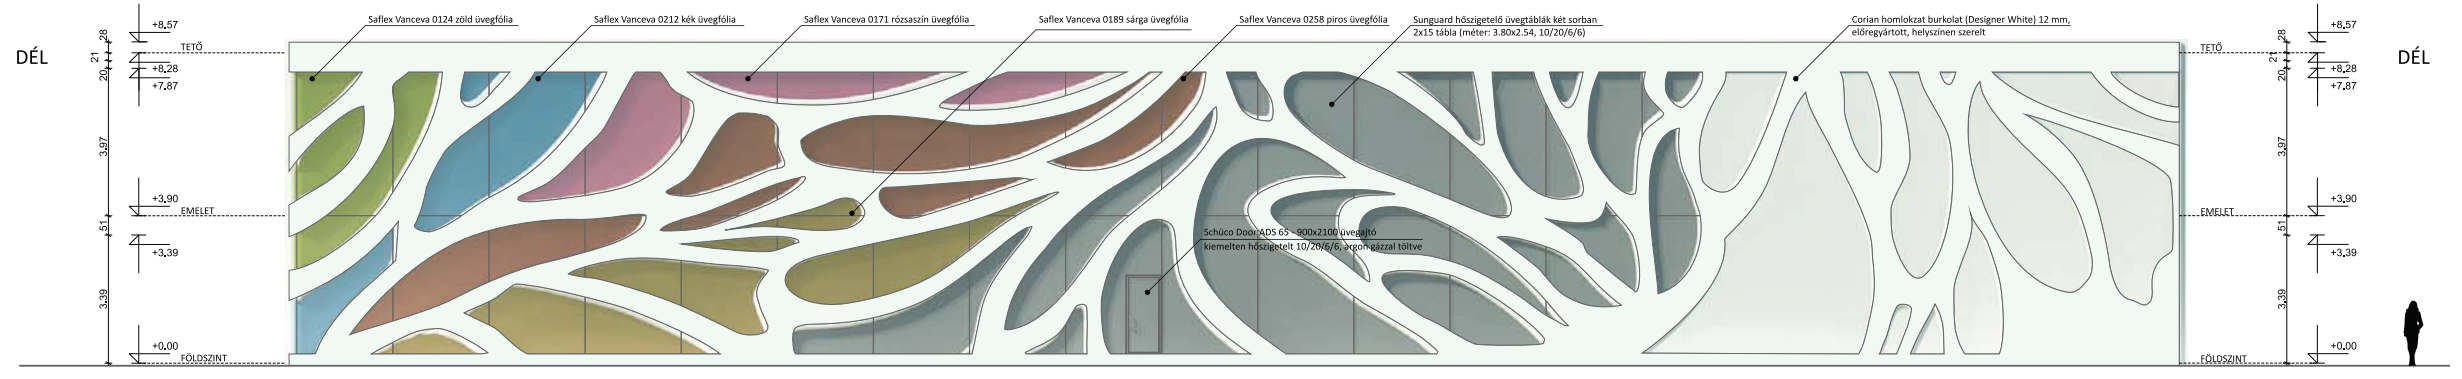 Saflex Vanceva 0124 zöld üvegfólia
Saflex Vanceva 0212 kék üvegfólia
Saflex Vanceva 0171 rózsaszín üvegfólia
Saflex Vanceva 0189 sárga üvegfólia
Saflex Vanceva 0258 piros üvegfólia
Sunguard hőszigetelő üvegtáblák két sorban
2x15 tábla (méter: 3.80x2.54, 10/20/6/6)
Corian homlokzat burkolat (Designer White) 12 mm,
előregyártott, helyszínen szerelt
DÉL
28
21
20
3.97
51
3.39
+8.57
+8.28
+7.87
+3.90
+3.39
+0.00
TETŐ
EMELET
FÖLDSZINT
Schüco Door ADS 65 - 900x2100 üvegajtó
kiemelten hőszigetelt 10/20/6/6, argon gázzal töltve
TETŐ
EMELET
FÖLDSZINT
28
21
20
3.97
51
3.39
+8.57
+8.28
+7.87
+3.90
+3.39
+0.00
DÉL